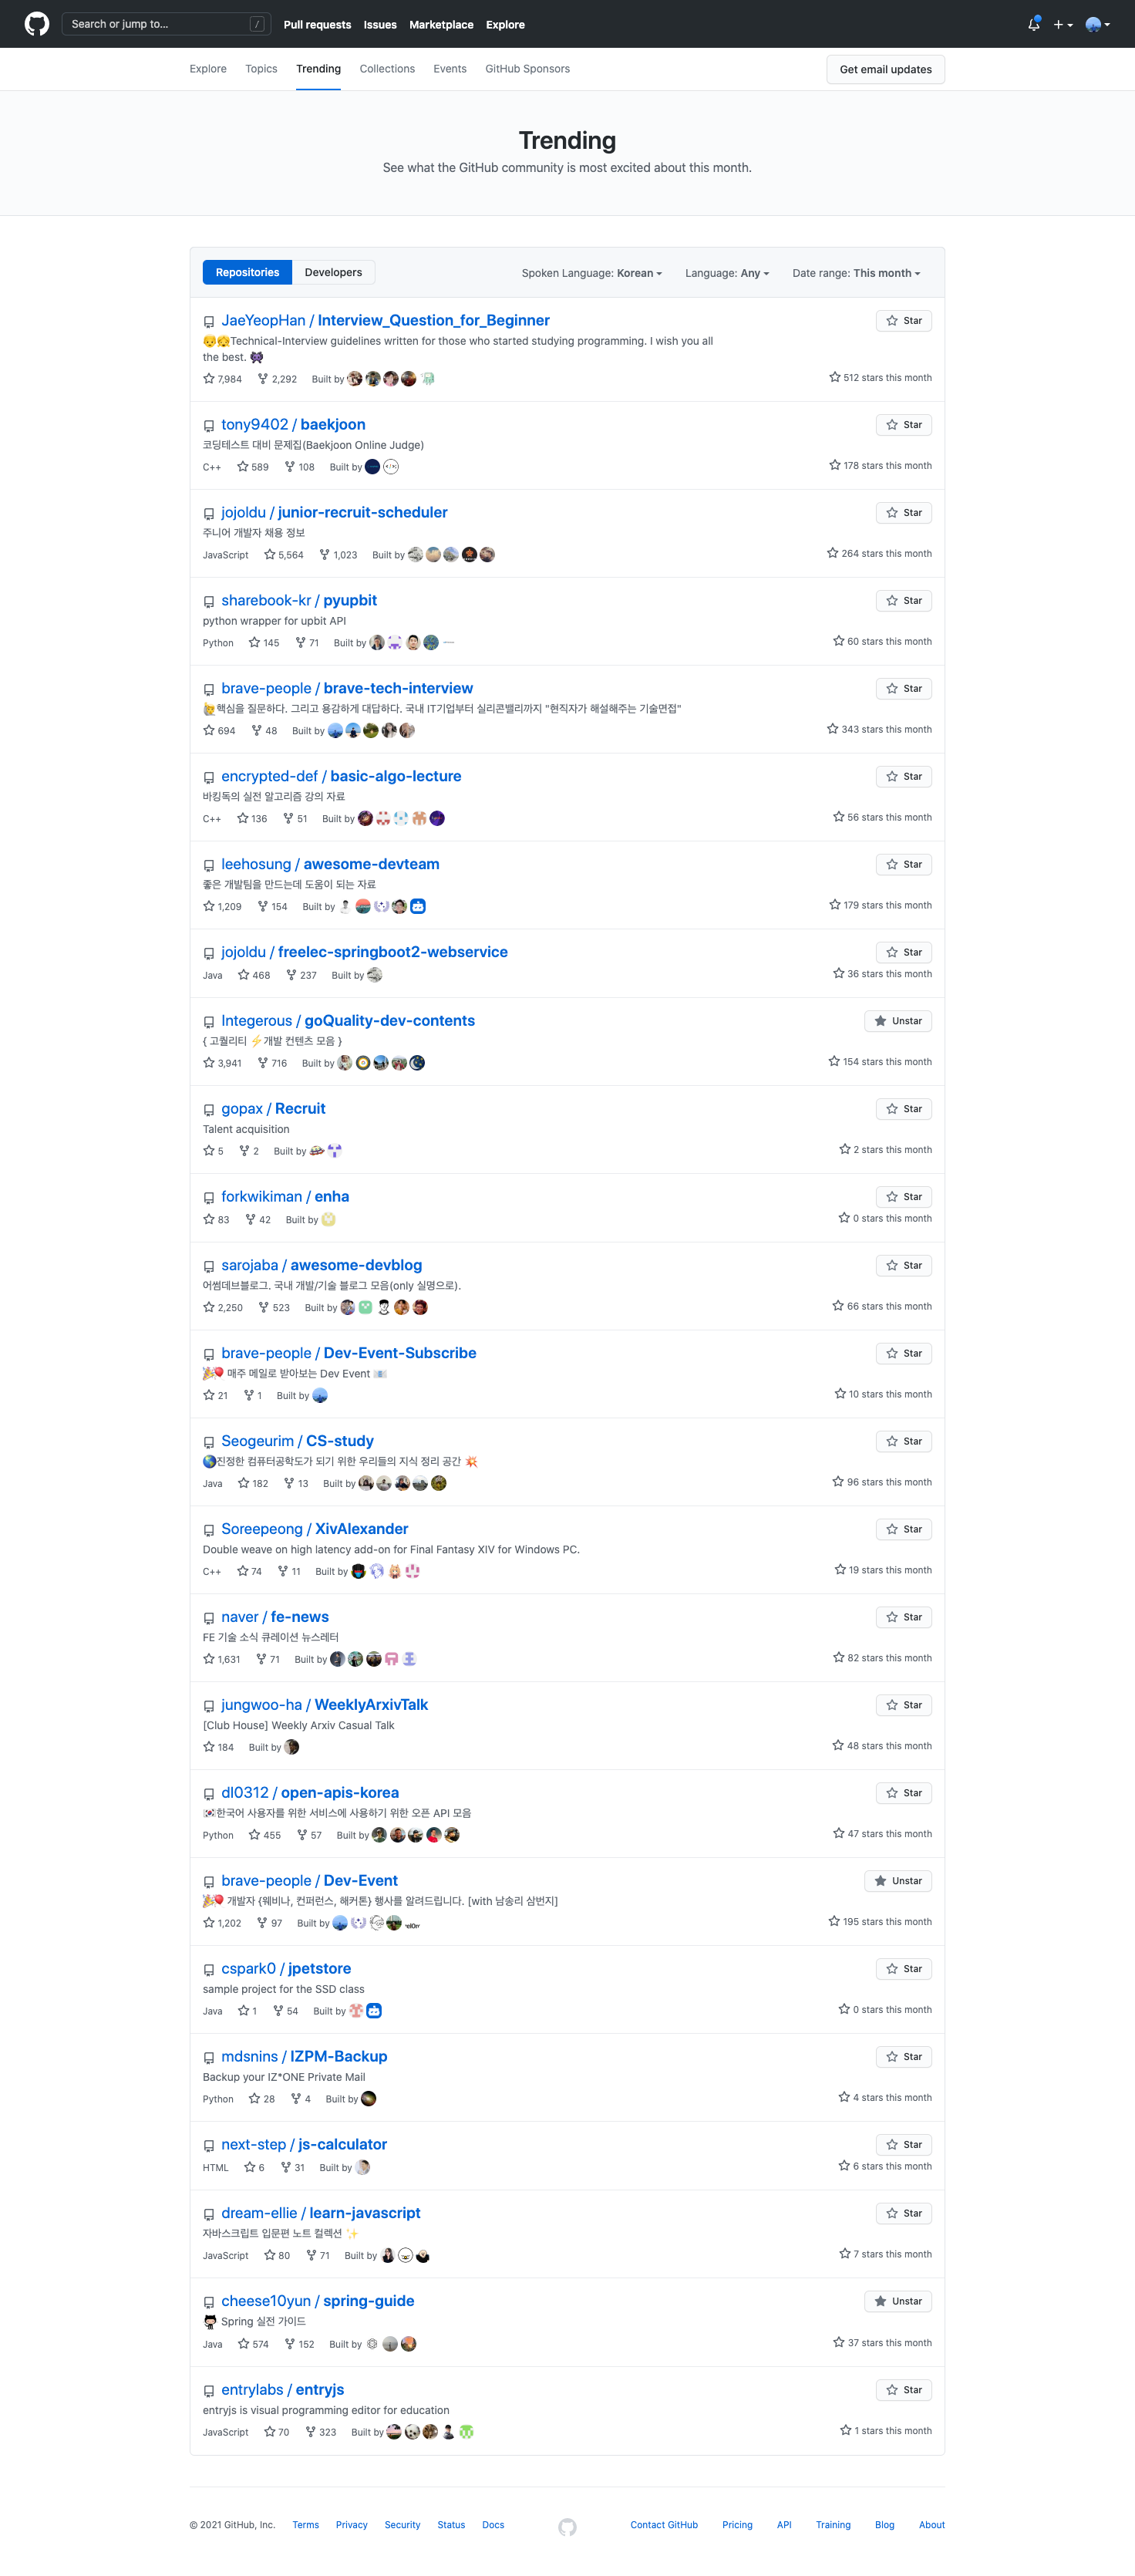 Search or jump to... /
Pull requests Issues Marketplace Explore
Explore Topics Trending Collections Events GitHub Sponsors Get email updates
Trending
See what the GitHub community is most excited about this month.
Repositories Developers Spoken Language: Korean Language: Any Date range: This month
JaeYeopHan / Interview_Question_for_Beginner Star
👶👧Technical-Interview guidelines written for those who started studying programming. I wish you all
the best. 👾
7,984 2,292 Built by 512 stars this month
tony9402 / baekjoon Star
코딩테스트 대비 문제집(Baekjoon Online Judge)
C++ 589 108 Built by 178 stars this month
jojoldu / junior-recruit-scheduler Star
주니어 개발자 채용 정보
JavaScript 5,564 1,023 Built by 264 stars this month
sharebook-kr / pyupbit Star
python wrapper for upbit API
Python 145 71 Built by 60 stars this month
brave-people / brave-tech-interview Star
🙋핵심을 질문하다. 그리고 용감하게 대답하다. 국내 IT기업부터 실리콘밸리까지 "현직자가 해설해주는 기술면접"
694 48 Built by 343 stars this month
encrypted-def / basic-algo-lecture Star
바킹독의 실전 알고리즘 강의 자료
C++ 136 51 Built by 56 stars this month
leehosung / awesome-devteam Star
좋은 개발팀을 만드는데 도움이 되는 자료
1,209 154 Built by 179 stars this month
jojoldu / freelec-springboot2-webservice Star
Java 468 237 Built by 36 stars this month
Integerous / goQuality-dev-contents Unstar
{ 고퀄리티 ⚡개발 컨텐츠 모음 }
3,941 716 Built by 154 stars this month
gopax / Recruit Star
Talent acquisition
5 2 Built by 2 stars this month
forkwikiman / enha Star
83 42 Built by 0 stars this month
sarojaba / awesome-devblog Star
어썸데브블로그. 국내 개발/기술 블로그 모음(only 실명으로).
2,250 523 Built by 66 stars this month
brave-people / Dev-Event-Subscribe Star
🎉🎈 매주 메일로 받아보는 Dev Event 📧
21 1 Built by 10 stars this month
Seogeurim / CS-study Star
🌏진정한 컴퓨터공학도가 되기 위한 우리들의 지식 정리 공간 💥
Java 182 13 Built by 96 stars this month
Soreepeong / XivAlexander Star
Double weave on high latency add-on for Final Fantasy XIV for Windows PC.
C++ 74 11 Built by 19 stars this month
naver / fe-news Star
FE 기술 소식 큐레이션 뉴스레터
1,631 71 Built by 82 stars this month
jungwoo-ha / WeeklyArxivTalk Star
[Club House] Weekly Arxiv Casual Talk
184 Built by 48 stars this month
dl0312 / open-apis-korea Star
🇰🇷한국어 사용자를 위한 서비스에 사용하기 위한 오픈 API 모음
Python 455 57 Built by 47 stars this month
brave-people / Dev-Event Unstar
🎉🎈 개발자 {웨비나, 컨퍼런스, 해커톤} 행사를 알려드립니다. [with 남송리 삼번지]
1,202 97 Built by 195 stars this month
cspark0 / jpetstore Star
sample project for the SSD class
Java 1 54 Built by 0 stars this month
mdsnins / IZPM-Backup Star
Backup your IZ*ONE Private Mail
Python 28 4 Built by 4 stars this month
next-step / js-calculator Star
HTML 6 31 Built by 6 stars this month
dream-ellie / learn-javascript Star
자바스크립트 입문편 노트 컬렉션 ✨
JavaScript 80 71 Built by 7 stars this month
cheese10yun / spring-guide Unstar
Spring 실전 가이드
Java 574 152 Built by 37 stars this month
entrylabs / entryjs Star
entryjs is visual programming editor for education
JavaScript 70 323 Built by 1 stars this month
© 2021 GitHub, Inc. Terms Privacy Security Status Docs Contact GitHub Pricing API Training Blog About